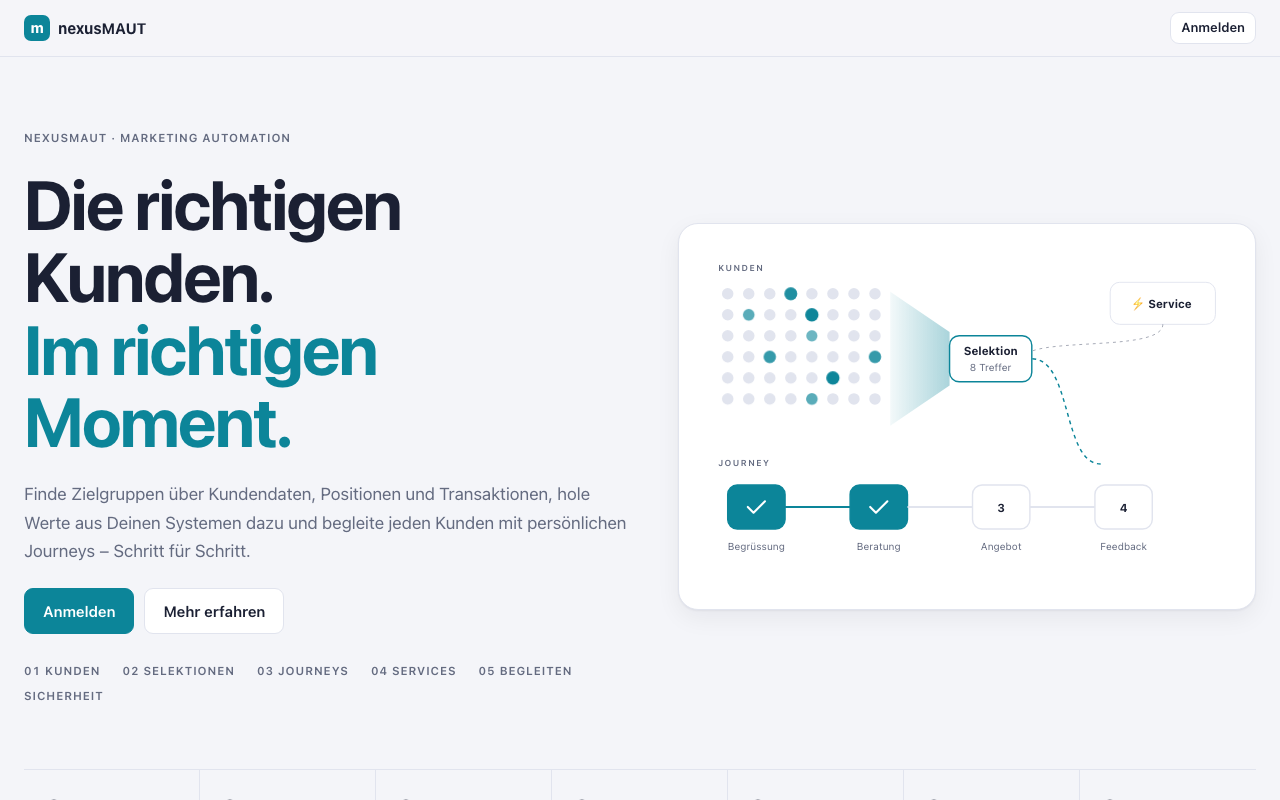 m nexusMAUT
Anmelden
NEXUSMAUT · MARKETING AUTOMATION
Die richtigen
Kunden.
Im richtigen
Moment.
Finde Zielgruppen über Kundendaten, Positionen und Transaktionen, hole
Werte aus Deinen Systemen dazu und begleite jeden Kunden mit persönlichen
Journeys – Schritt für Schritt.
Anmelden
Mehr erfahren
01 KUNDEN 02 SELEKTIONEN 03 JOURNEYS 04 SERVICES 05 BEGLEITEN
SICHERHEIT
KUNDEN
⚡ Service
Selektion
8 Treffer
JOURNEY
3
4
Begrüssung
Beratung
Angebot
Feedback